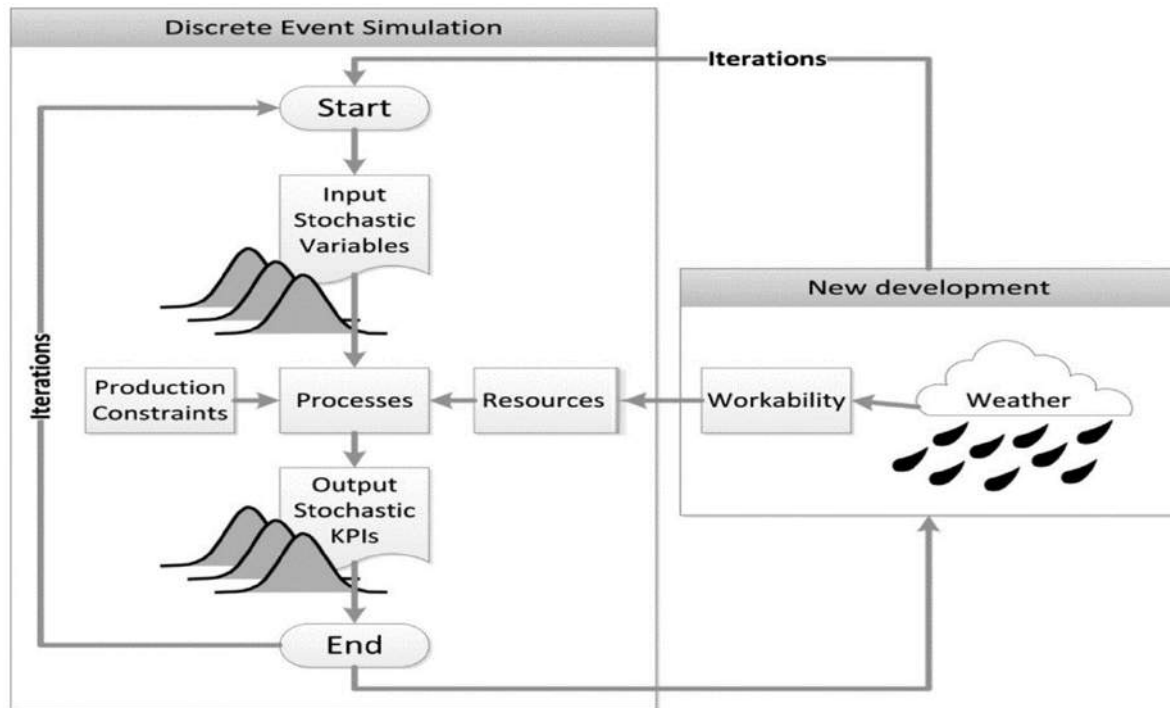 Discrete Event Simulation
Iterations
Start
Input
Stochastic
Variables
New development
Iterations
Production
Constraints
Processes
Resources
Workability
Weather
Output
Stochastic
KPIs
End